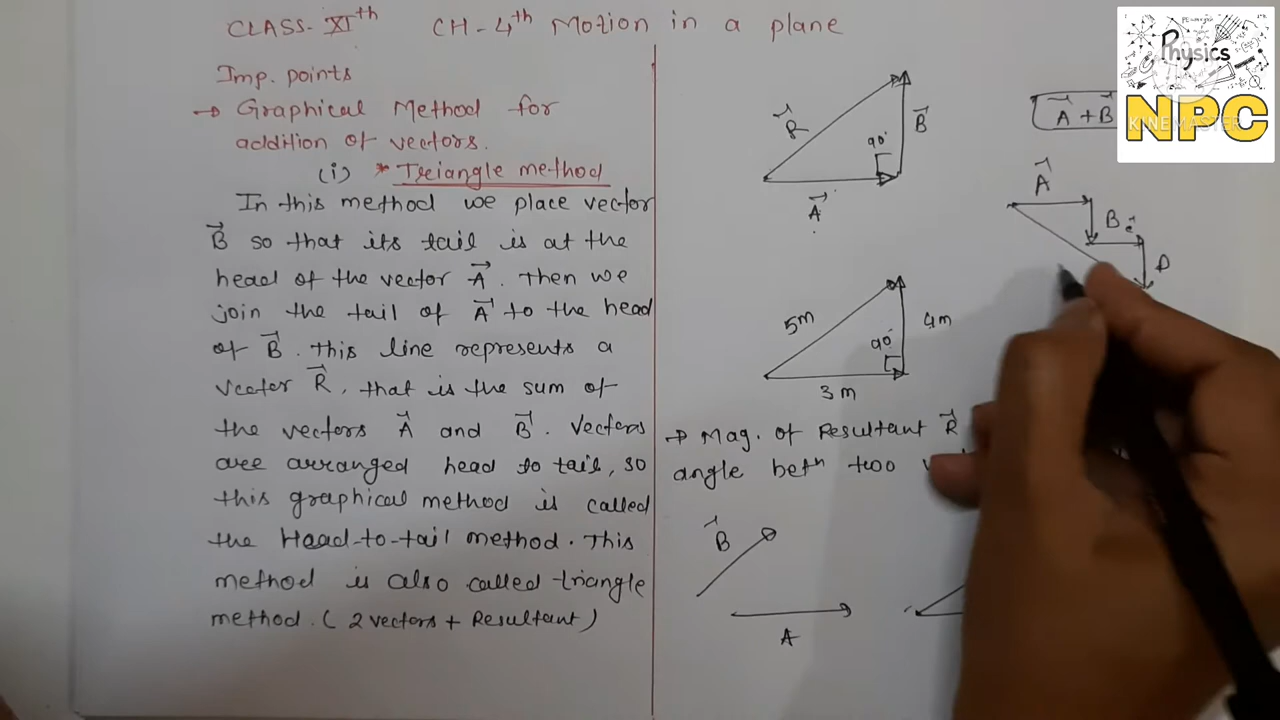 CLASS-XIth CH-4th Motion in a plane
Imp. points
→ Graphical Method for
addition of vectors.
(i) * Triangle method
In this method we place vector
B⃗ so that its tail is at the
head of the vector A⃗. Then we
join the tail of A⃗ to the head
of B⃗. This line represents a
vector R⃗, that is the sum of
the vectors A⃗ and B⃗. Vectors
are arranged head to tail, so
this graphical method is called
the Head-to-tail method. This
method is also called triangle
method. (2 vectors + Resultant)
R⃗
90°
B⃗
A⃗
5m
90°
4m
3m
→ Mag. of resultant R⃗
angle betn two
B⃗
A
A⃗ + B⃗
A⃗
B
C⃗
D
Physics
NPC
KINEMASTER